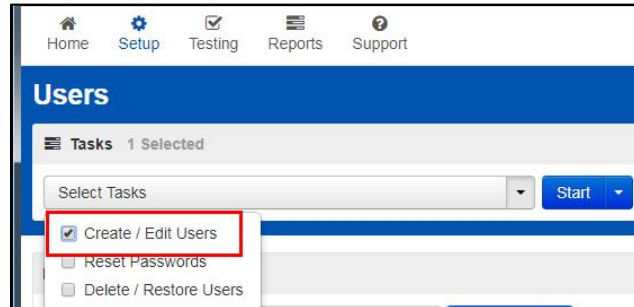 Home Setup Testing Reports Support
Users
Tasks 1 Selected
Select Tasks Start
Create / Edit Users
Reset Passwords
Delete / Restore Users